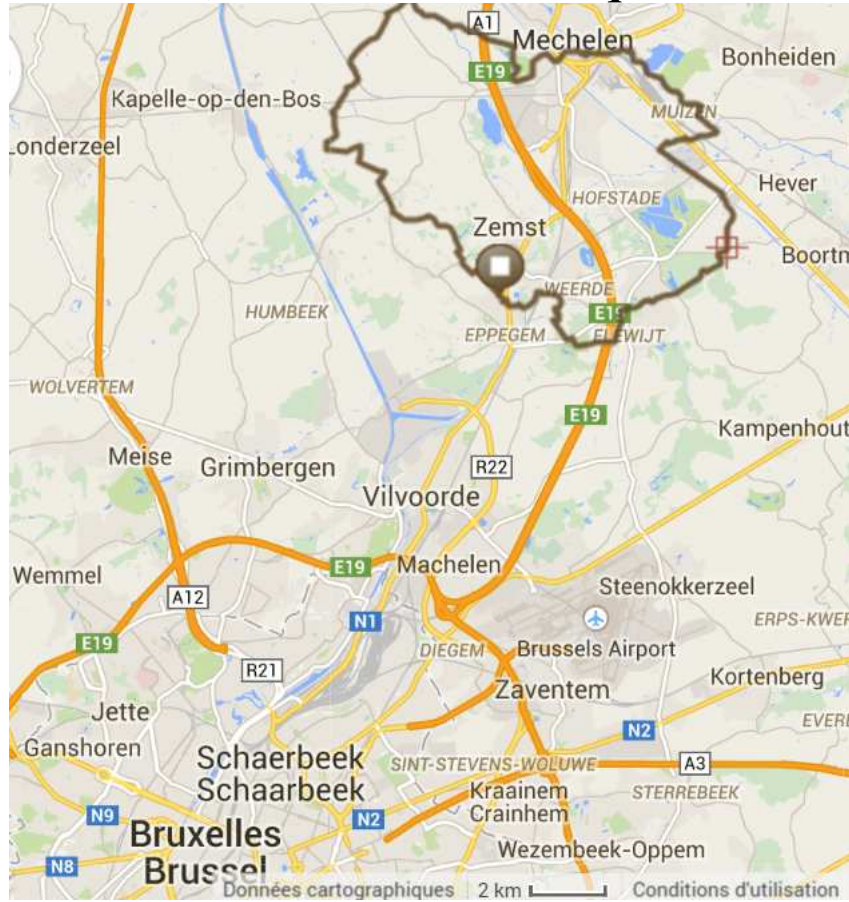 A1
Mechelen
Bonheiden
E19
Kapelle-op-den-Bos
MUIZEN
Londerzeel
Hever
HOFSTADE
Zemst
Boortm
WEERDE
HUMBEEK
E19
EPPEGEM
ELEWIJT
WOLVERTEM
E19
Kampenhout
Meise
Grimbergen
R22
Vilvoorde
E19
Machelen
Wemmel
A12
Steenokkerzeel
N1
ERPS-KWER
E19
DIEGEM
Brussels Airport
R21
Zaventem
Kortenberg
Jette
N2
EVERE
Ganshoren
Schaerbeek
Schaarbeek
SINT-STEVENS-WOLUWE
A3
Kraainem
Crainhem
STERREBEEK
N9
N2
Bruxelles
Brussel
Wezembeek-Oppem
N8
Données cartographiques
2 km
Conditions d'utilisation